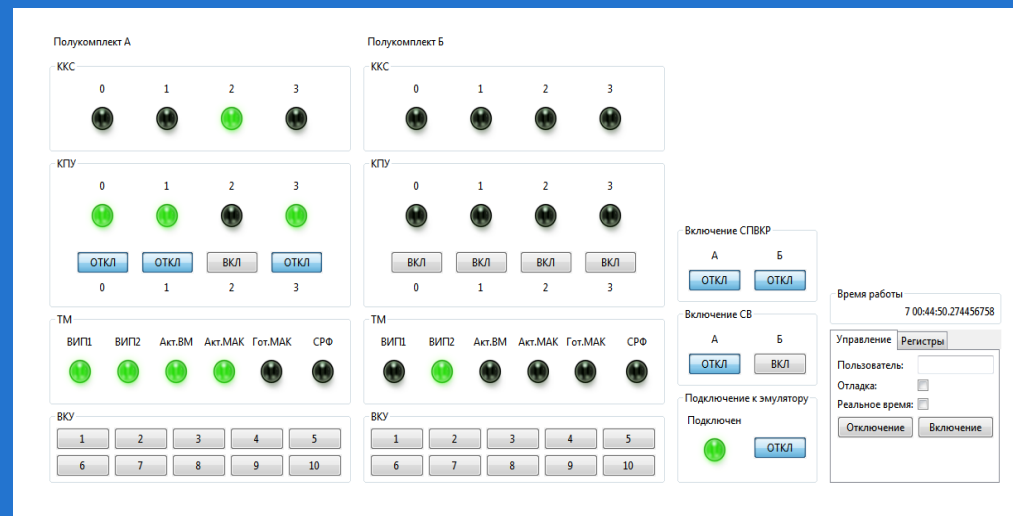 Полукомплект А
ККС
0 1 2 3
КПУ
0 1 2 3
ОТКЛ ОТКЛ ВКЛ ОТКЛ
0 1 2 3
ТМ
ВИП1 ВИП2 Акт.ВМ Акт.МАК Гот.МАК СРФ
ВКУ
1 2 3 4 5
6 7 8 9 10
Полукомплект Б
ККС
0 1 2 3
КПУ
0 1 2 3
ВКЛ ВКЛ ВКЛ ВКЛ
0 1 2 3
ТМ
ВИП1 ВИП2 Акт.ВМ Акт.МАК Гот.МАК СРФ
ВКУ
1 2 3 4 5
6 7 8 9 10
Включение СПВКР
А Б
ОТКЛ ОТКЛ
Включение СВ
А Б
ОТКЛ ВКЛ
Подключение к эмулятору
Подключен
ОТКЛ
Время работы
7 00:44:50.274456758
Управление Регистры
Пользователь:
Отладка:
Реальное время:
Отключение Включение